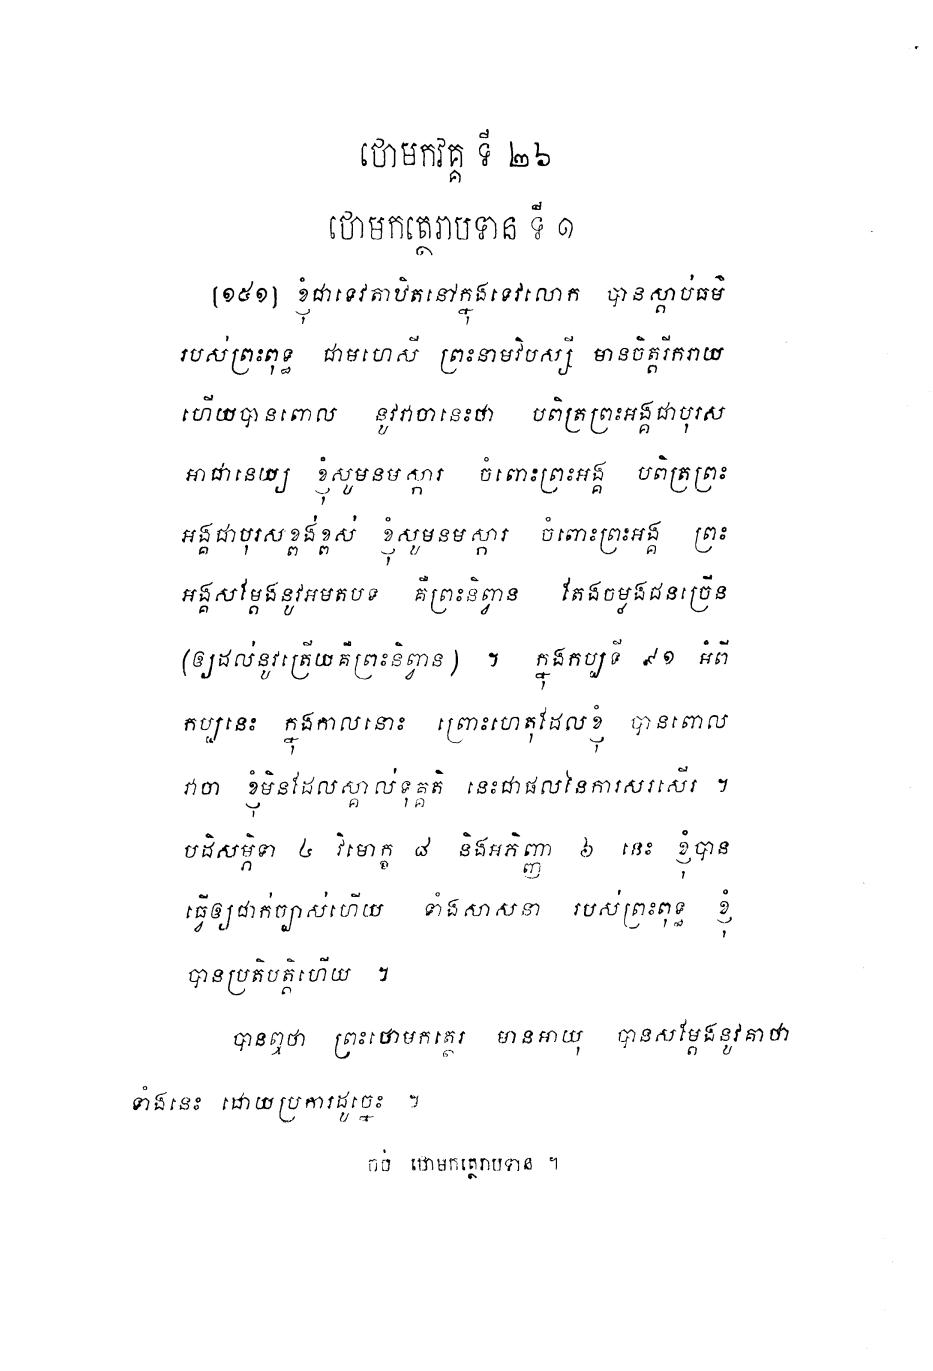 ថោមកវគ្គ ទី ២៦
ថោមកត្ថេរាបទាន ទី ១
(១៥១) ខ្ញុំជាទេវតាឋិតនៅក្នុងទេវលោក បានស្តាប់ធម៌
របស់ព្រះពុទ្ធ ជាមហេសី ព្រះនាមវិបស្សី មានចិត្តរីករាយ
ហើយបានពោល នូវវាចានេះថា បពិត្រព្រះអង្គជាបុរស
អាជានេយ្យ ខ្ញុំសូមនមស្ការ ចំពោះព្រះអង្គ បពិត្រព្រះ
អង្គជាបុរសខ្ពង់ខ្ពស់ ខ្ញុំសូមនមស្ការ ចំពោះព្រះអង្គ ព្រះ
អង្គសម្តែងនូវអមតបទ គឺព្រះនិព្វាន តែងចម្លងជនច្រើន
(ឲ្យដល់នូវត្រើយគឺព្រះនិព្វាន) ។ ក្នុងកប្បទី ៩១ អំពី
កប្បនេះ ក្នុងកាលនោះ ព្រោះហេតុដែលខ្ញុំ បានពោល
វាចា ខ្ញុំមិនដែលស្គាល់ទុគ្គតិ នេះជាផលនៃការសរសើរ ។
បដិសម្ភិទា ៤ វិមោក្ខ ៨ និងអភិញ្ញា ៦ នេះ ខ្ញុំបាន
ធ្វើឲ្យជាក់ច្បាស់ហើយ ទាំងសាសនា របស់ព្រះពុទ្ធ ខ្ញុំ
បានប្រតិបត្តិហើយ ។
បានឮថា ព្រះថោមកត្ថេរ មានអាយុ បានសម្តែងនូវគាថា
ទាំងនេះ ដោយប្រការដូច្នេះ ។
ចប់ ថោមកត្ថេរាបទាន ។